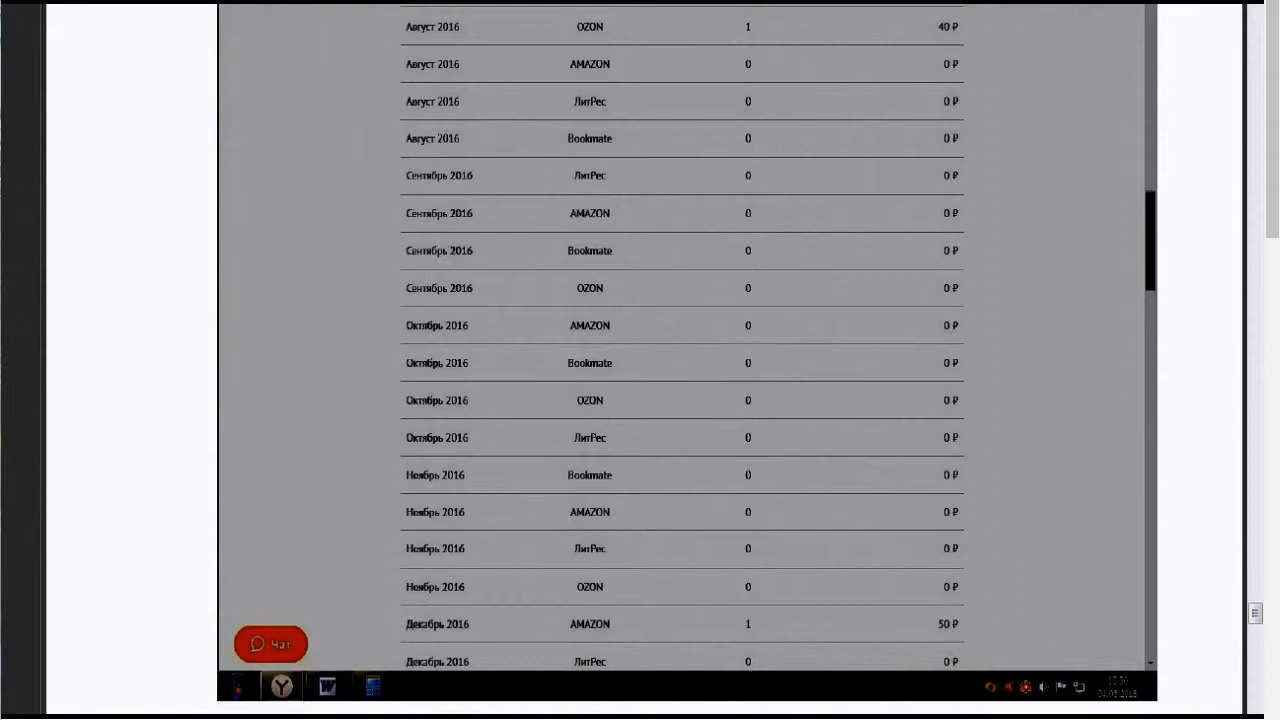 Август 2016 OZON 1 40 ₽
Август 2016 AMAZON 0 0 ₽
Август 2016 ЛитРес 0 0 ₽
Август 2016 Bookmate 0 0 ₽
Сентябрь 2016 ЛитРес 0 0 ₽
Сентябрь 2016 AMAZON 0 0 ₽
Сентябрь 2016 Bookmate 0 0 ₽
Сентябрь 2016 OZON 0 0 ₽
Октябрь 2016 AMAZON 0 0 ₽
Октябрь 2016 Bookmate 0 0 ₽
Октябрь 2016 OZON 0 0 ₽
Октябрь 2016 ЛитРес 0 0 ₽
Ноябрь 2016 Bookmate 0 0 ₽
Ноябрь 2016 AMAZON 0 0 ₽
Ноябрь 2016 ЛитРес 0 0 ₽
Ноябрь 2016 OZON 0 0 ₽
Декабрь 2016 AMAZON 1 50 ₽
Чат
Декабрь 2016 ЛитРес 0 0 ₽